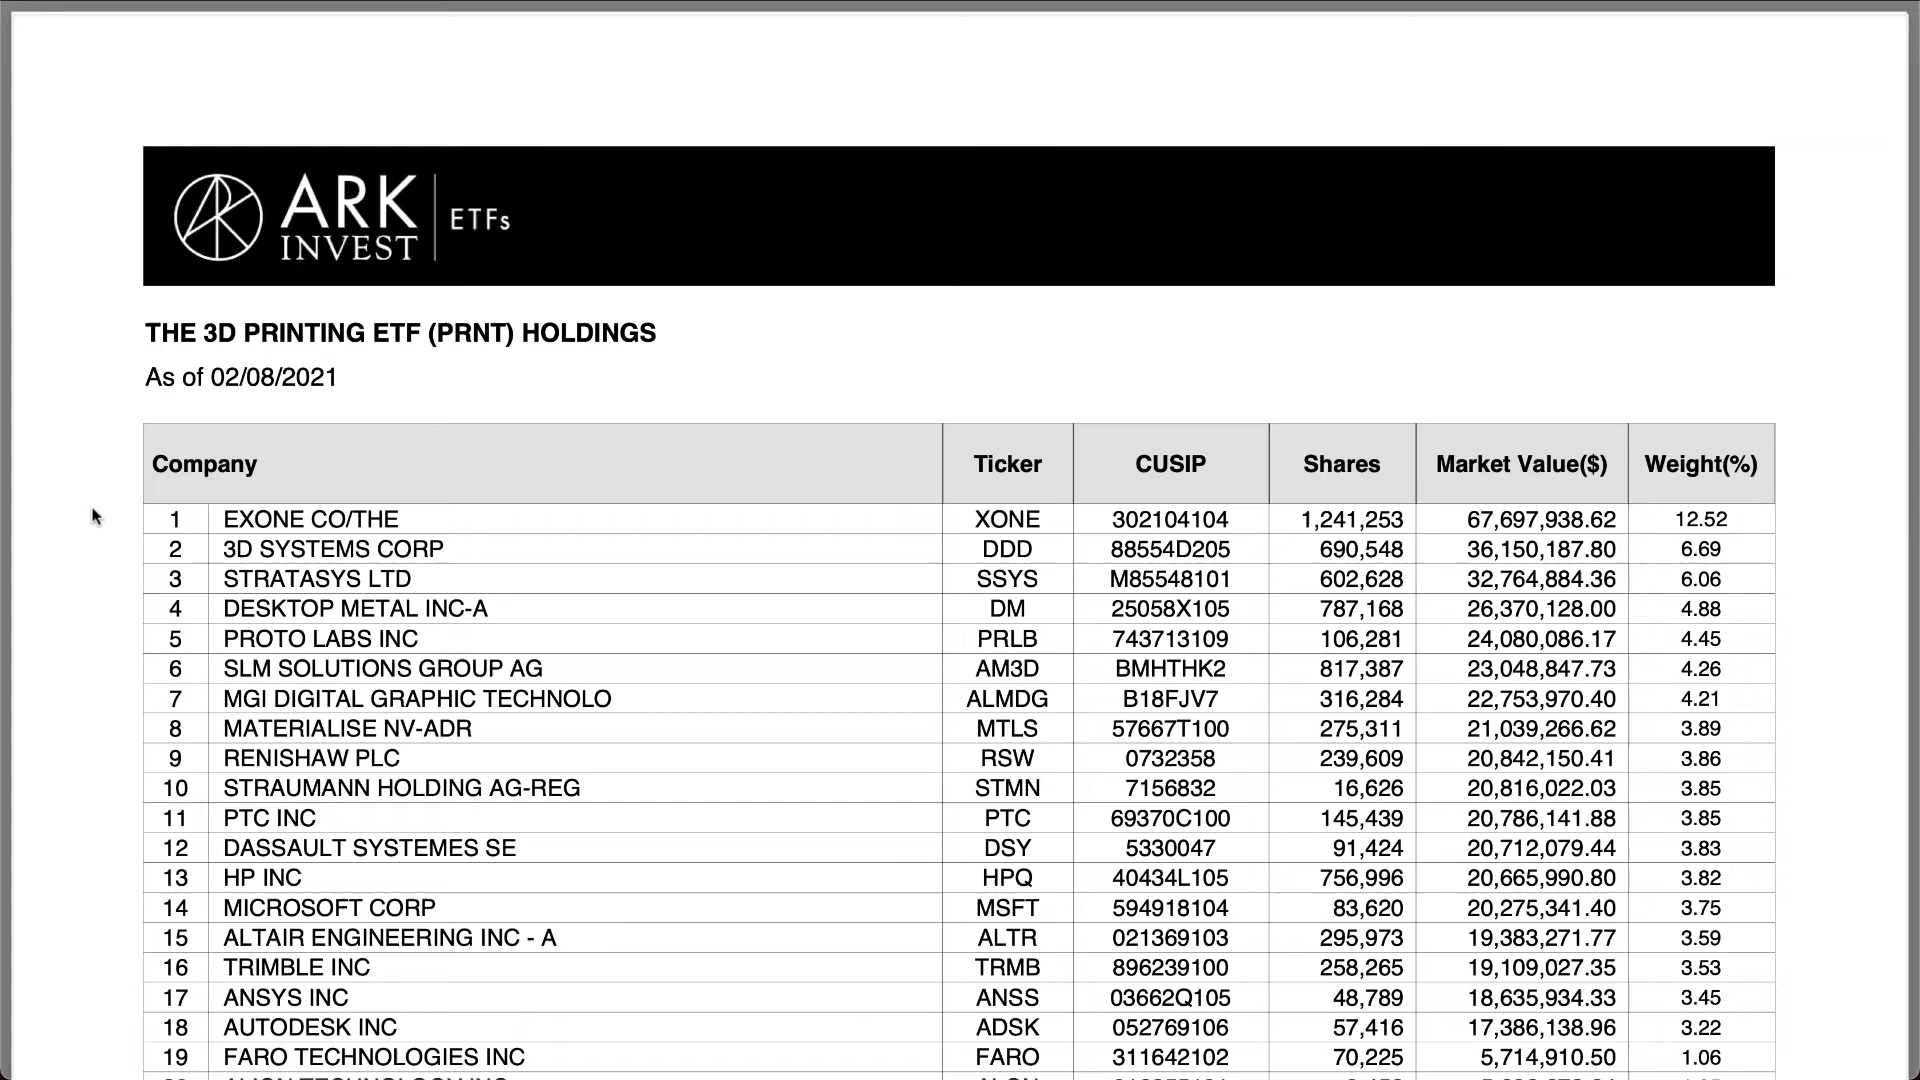 ARK INVEST | ETFs
THE 3D PRINTING ETF (PRNT) HOLDINGS
As of 02/08/2021
Company Ticker CUSIP Shares Market Value($) Weight(%)
1 EXONE CO/THE XONE 302104104 1,241,253 67,697,938.62 12.52
2 3D SYSTEMS CORP DDD 88554D205 690,548 36,150,187.80 6.69
3 STRATASYS LTD SSYS M85548101 602,628 32,764,884.36 6.06
4 DESKTOP METAL INC-A DM 25058X105 787,168 26,370,128.00 4.88
5 PROTO LABS INC PRLB 743713109 106,281 24,080,086.17 4.45
6 SLM SOLUTIONS GROUP AG AM3D BMHTHK2 817,387 23,048,847.73 4.26
7 MGI DIGITAL GRAPHIC TECHNOLO ALMDG B18FJV7 316,284 22,753,970.40 4.21
8 MATERIALISE NV-ADR MTLS 57667T100 275,311 21,039,266.62 3.89
9 RENISHAW PLC RSW 0732358 239,609 20,842,150.41 3.86
10 STRAUMANN HOLDING AG-REG STMN 7156832 16,626 20,816,022.03 3.85
11 PTC INC PTC 69370C100 145,439 20,786,141.88 3.85
12 DASSAULT SYSTEMES SE DSY 5330047 91,424 20,712,079.44 3.83
13 HP INC HPQ 40434L105 756,996 20,665,990.80 3.82
14 MICROSOFT CORP MSFT 594918104 83,620 20,275,341.40 3.75
15 ALTAIR ENGINEERING INC - A ALTR 021369103 295,973 19,383,271.77 3.59
16 TRIMBLE INC TRMB 896239100 258,265 19,109,027.35 3.53
17 ANSYS INC ANSS 03662Q105 48,789 18,635,934.33 3.45
18 AUTODESK INC ADSK 052769106 57,416 17,386,138.96 3.22
19 FARO TECHNOLOGIES INC FARO 311642102 70,225 5,714,910.50 1.06